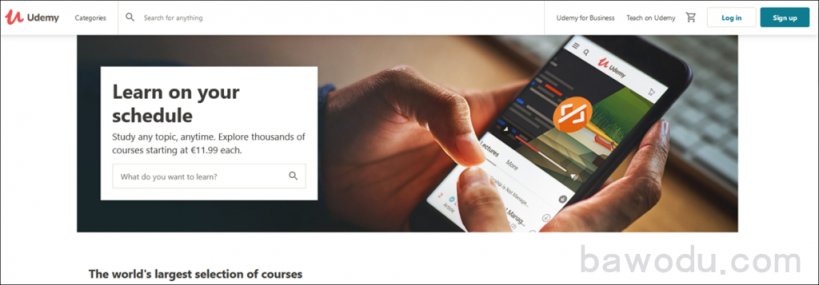 Udemy
Categories
Search for anything
Udemy for Business
Teach on Udemy
Log in
Sign up
Learn on your
schedule
Study any topic, anytime. Explore thousands of
courses starting at €11.99 each.
What do you want to learn?
Udemy
Lectures
More
The world's largest selection of courses
bawodu.com